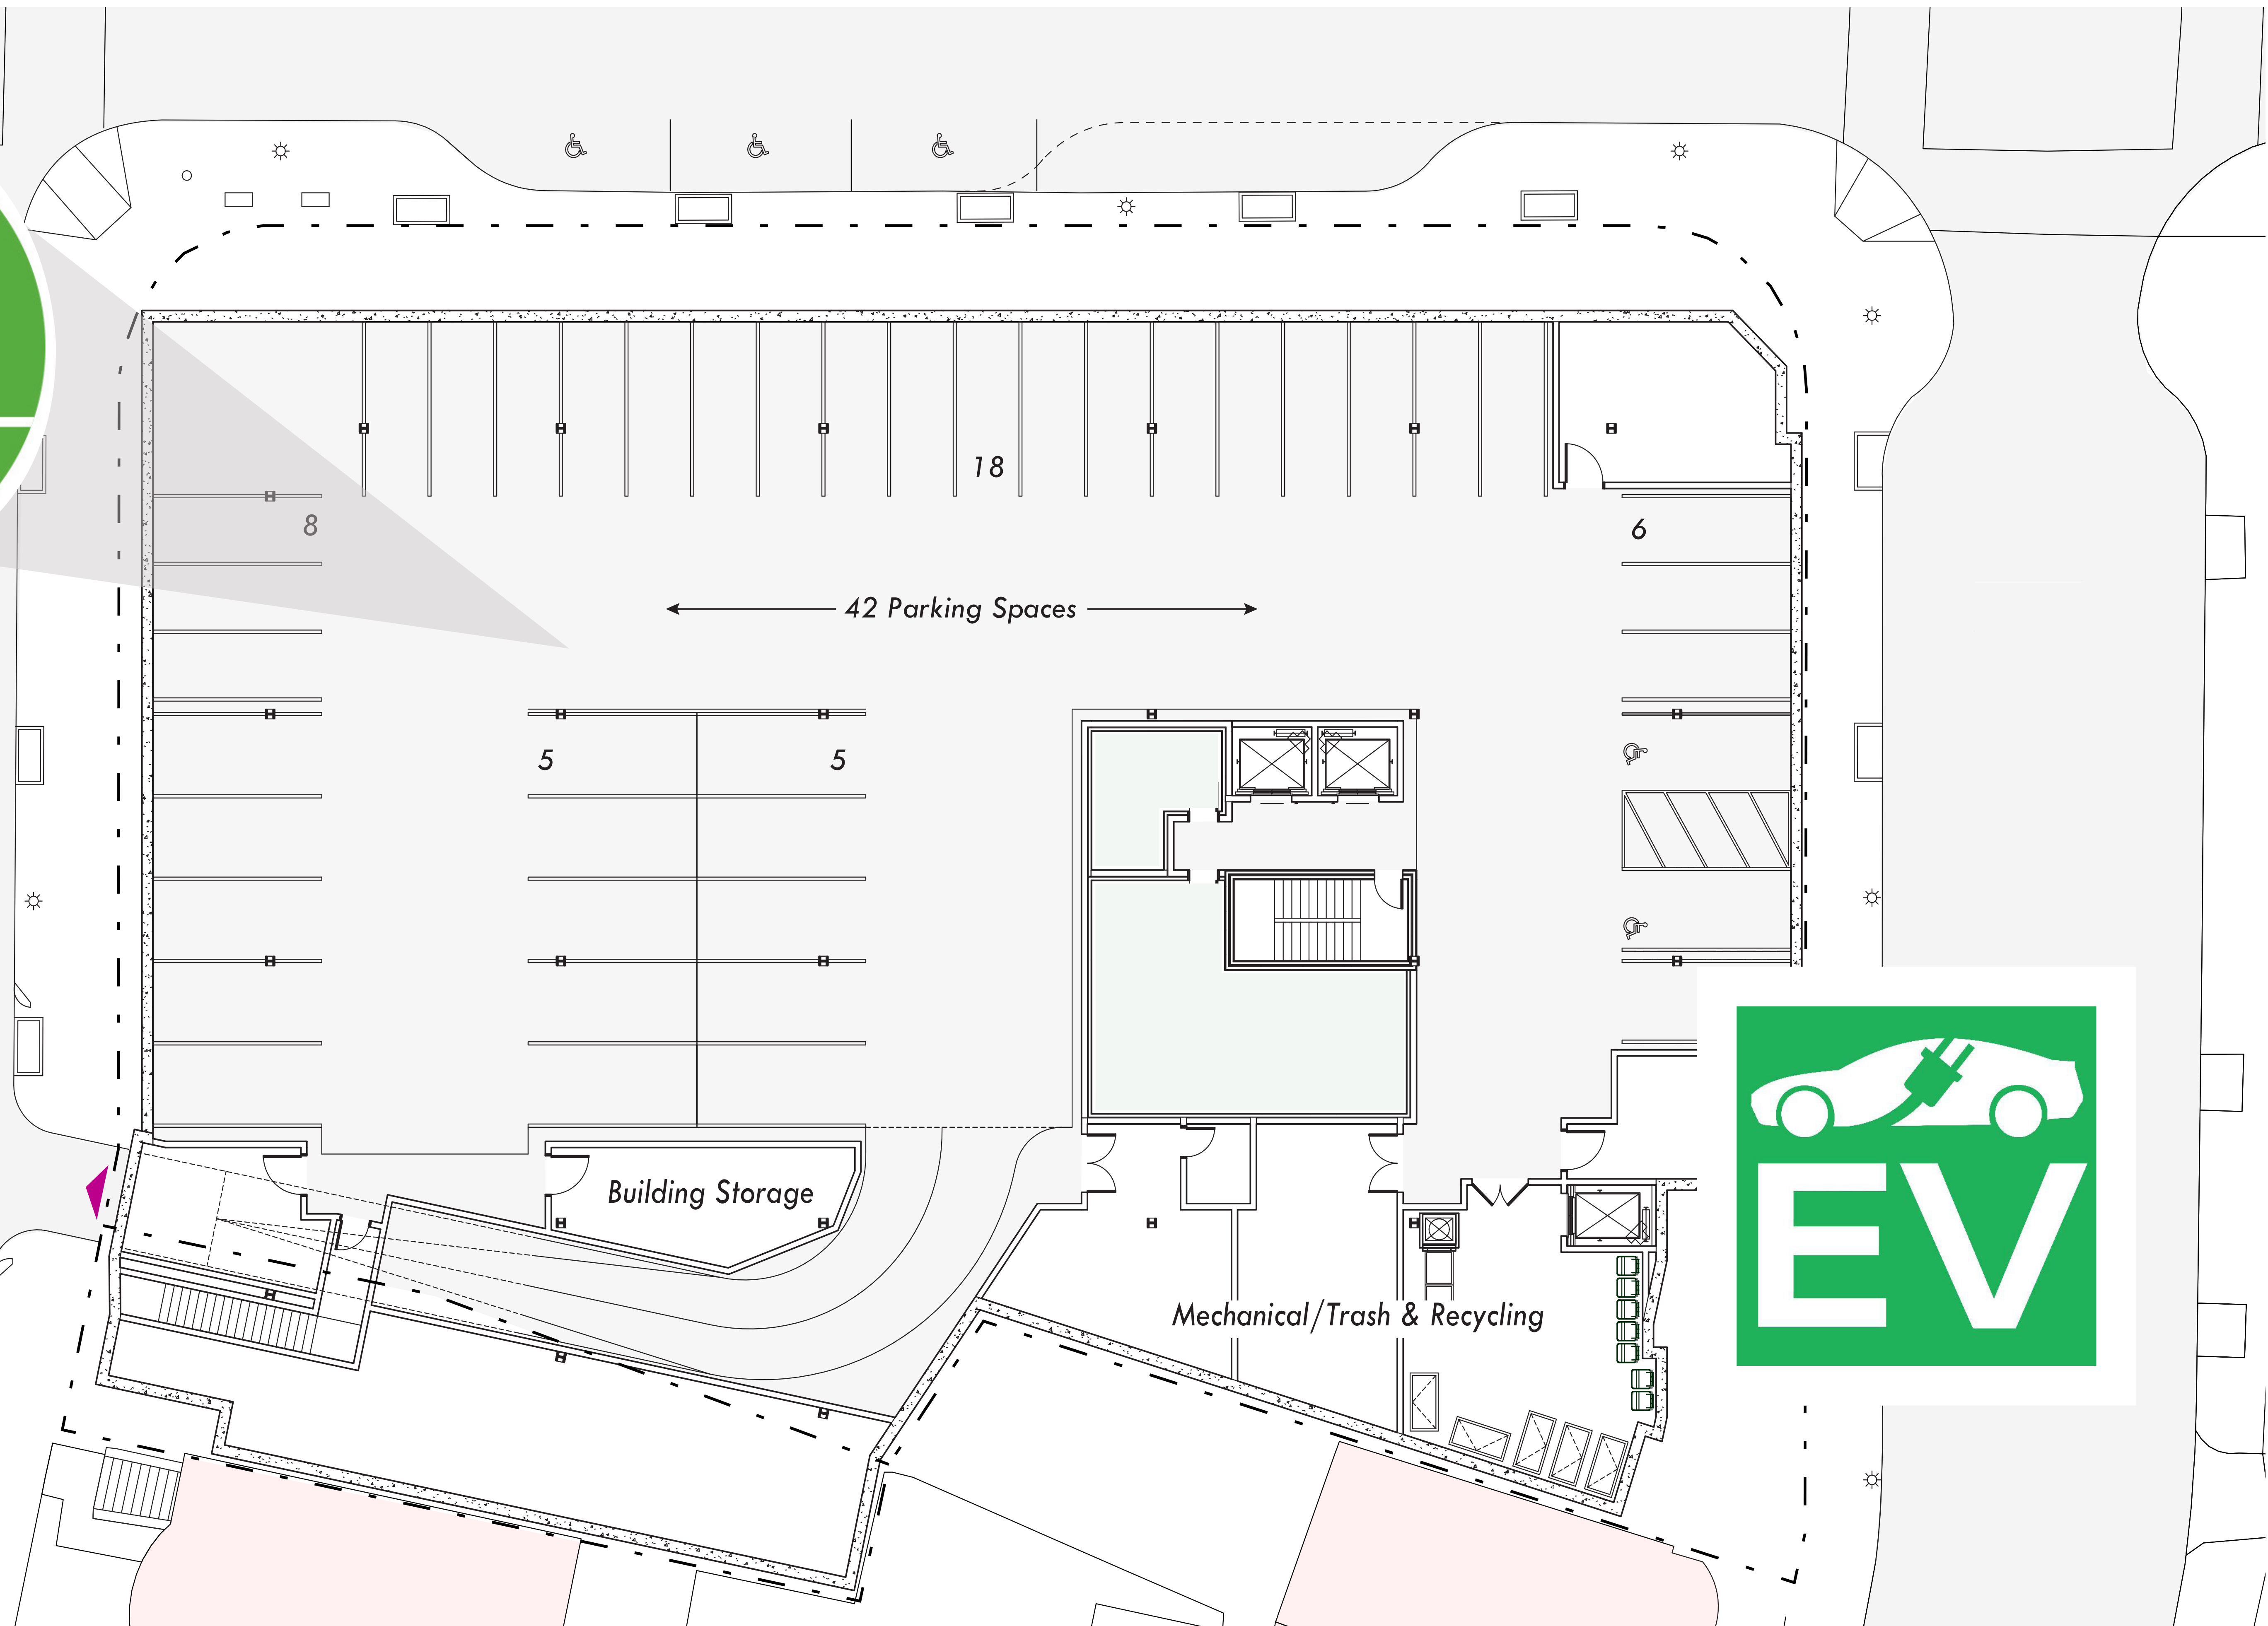 18
8
6
42 Parking Spaces
5
5
Building Storage
Mechanical/Trash & Recycling
EV